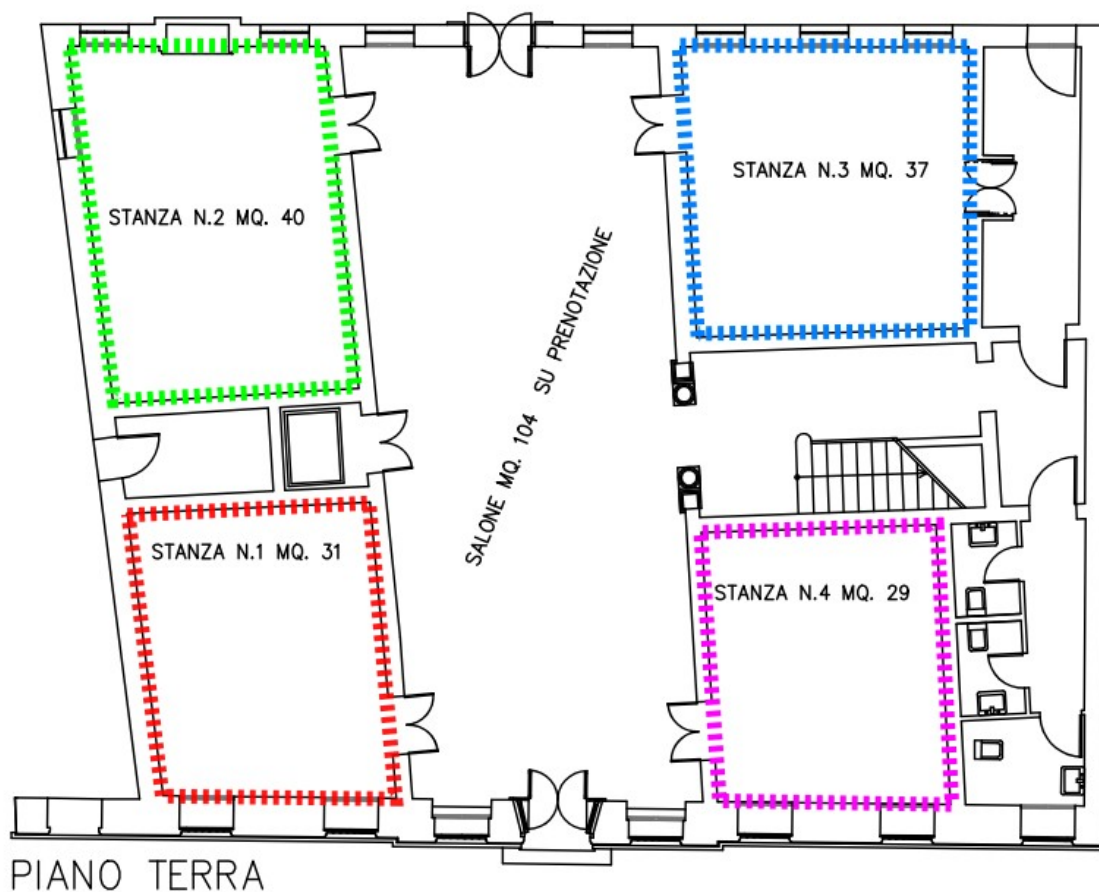 STANZA N.3 MQ. 37
STANZA N.2 MQ. 40
SALONE MQ. 104 SU PRENOTAZIONE
STANZA N.1 MQ. 31
STANZA N.4 MQ. 29
PIANO TERRA